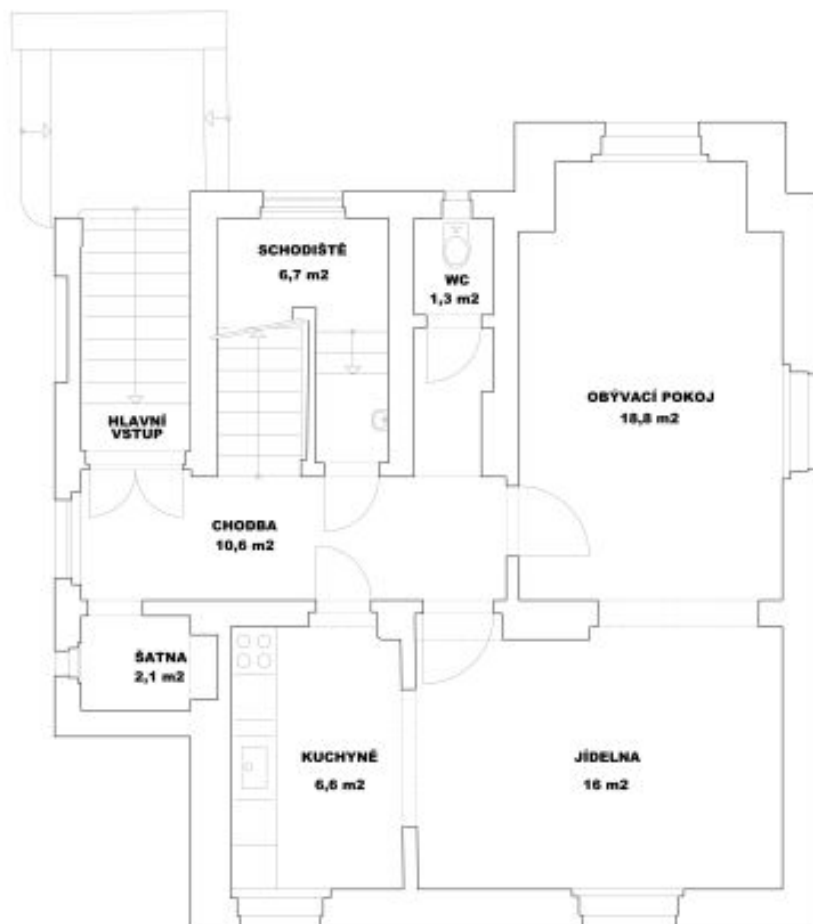 SCHODIŠTĚ
6,7 m2
WC
1,3 m2
OBÝVACÍ POKOJ
18,8 m2
HLAVNÍ
VSTUP
CHODBA
10,6 m2
ŠATNA
2,1 m2
KUCHYNĚ
6,6 m2
JÍDELNA
16 m2